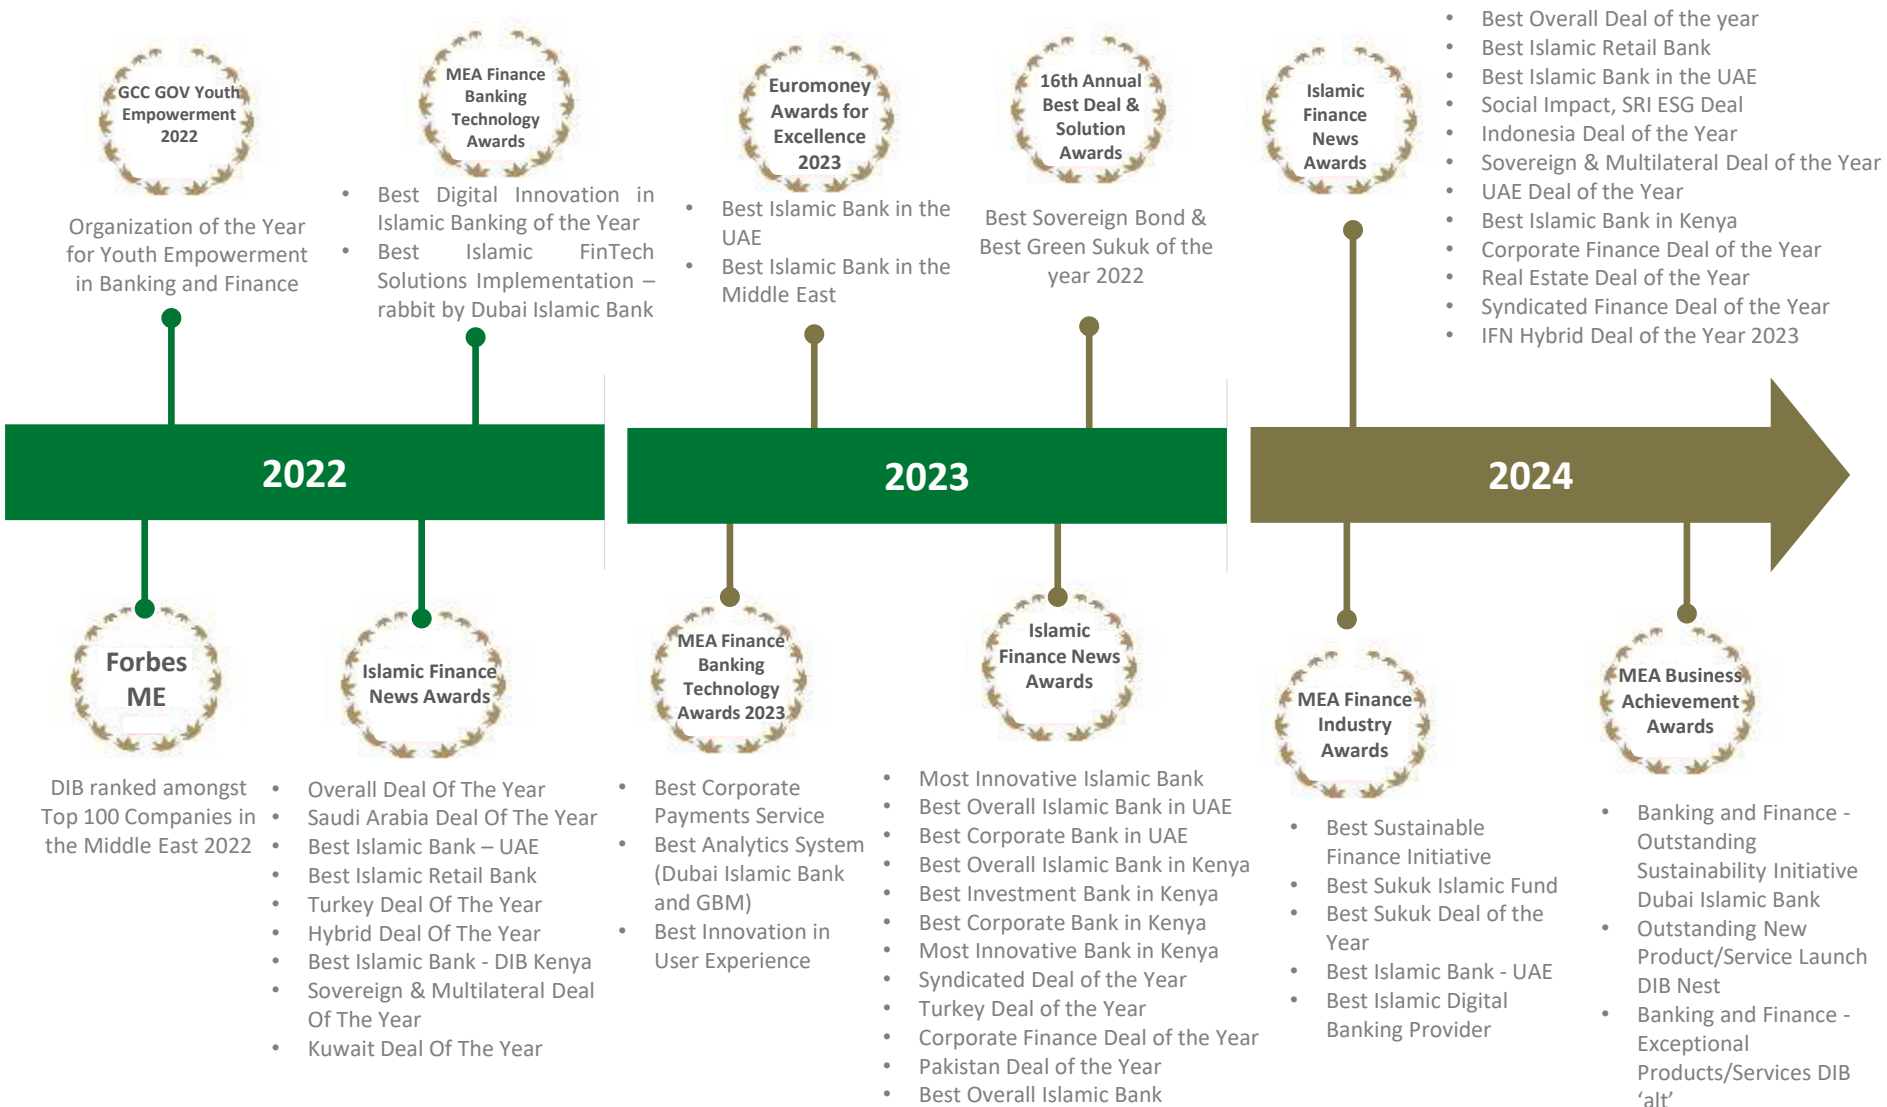 GCC GOV Youth
Empowerment
2022
Organization of the Year
for Youth Empowerment
in Banking and Finance
MEA Finance
Banking
Technology
Awards
• Best Digital Innovation in
Islamic Banking of the Year
• Best Islamic FinTech
Solutions Implementation –
rabbit by Dubai Islamic Bank
Euromoney
Awards for
Excellence
2023
• Best Islamic Bank in the
UAE
• Best Islamic Bank in the
Middle East
16th Annual
Best Deal &
Solution
Awards
Best Sovereign Bond &
Best Green Sukuk of the
year 2022
Islamic
Finance
News
Awards
• Best Overall Deal of the year
• Best Islamic Retail Bank
• Best Islamic Bank in the UAE
• Social Impact, SRI ESG Deal
• Indonesia Deal of the Year
• Sovereign & Multilateral Deal of the Year
• UAE Deal of the Year
• Best Islamic Bank in Kenya
• Corporate Finance Deal of the Year
• Real Estate Deal of the Year
• Syndicated Finance Deal of the Year
• IFN Hybrid Deal of the Year 2023
2022
2023
2024
Forbes
ME
DIB ranked amongst
Top 100 Companies in
the Middle East 2022
Islamic Finance
News Awards
• Overall Deal Of The Year
• Saudi Arabia Deal Of The Year
• Best Islamic Bank – UAE
• Best Islamic Retail Bank
• Turkey Deal Of The Year
• Hybrid Deal Of The Year
• Best Islamic Bank - DIB Kenya
• Sovereign & Multilateral Deal
Of The Year
• Kuwait Deal Of The Year
MEA Finance
Banking
Technology
Awards 2023
• Best Corporate
Payments Service
• Best Analytics System
(Dubai Islamic Bank
and GBM)
• Best Innovation in
User Experience
Islamic
Finance News
Awards
• Most Innovative Islamic Bank
• Best Overall Islamic Bank in UAE
• Best Corporate Bank in UAE
• Best Overall Islamic Bank in Kenya
• Best Investment Bank in Kenya
• Best Corporate Bank in Kenya
• Most Innovative Bank in Kenya
• Syndicated Deal of the Year
• Turkey Deal of the Year
• Corporate Finance Deal of the Year
• Pakistan Deal of the Year
• Best Overall Islamic Bank
MEA Finance
Industry
Awards
• Best Sustainable
Finance Initiative
• Best Sukuk Islamic Fund
• Best Sukuk Deal of the
Year
• Best Islamic Bank - UAE
• Best Islamic Digital
Banking Provider
MEA Business
Achievement
Awards
• Banking and Finance -
Outstanding
Sustainability Initiative
Dubai Islamic Bank
• Outstanding New
Product/Service Launch
DIB Nest
• Banking and Finance -
Exceptional
Products/Services DIB
‘alt’